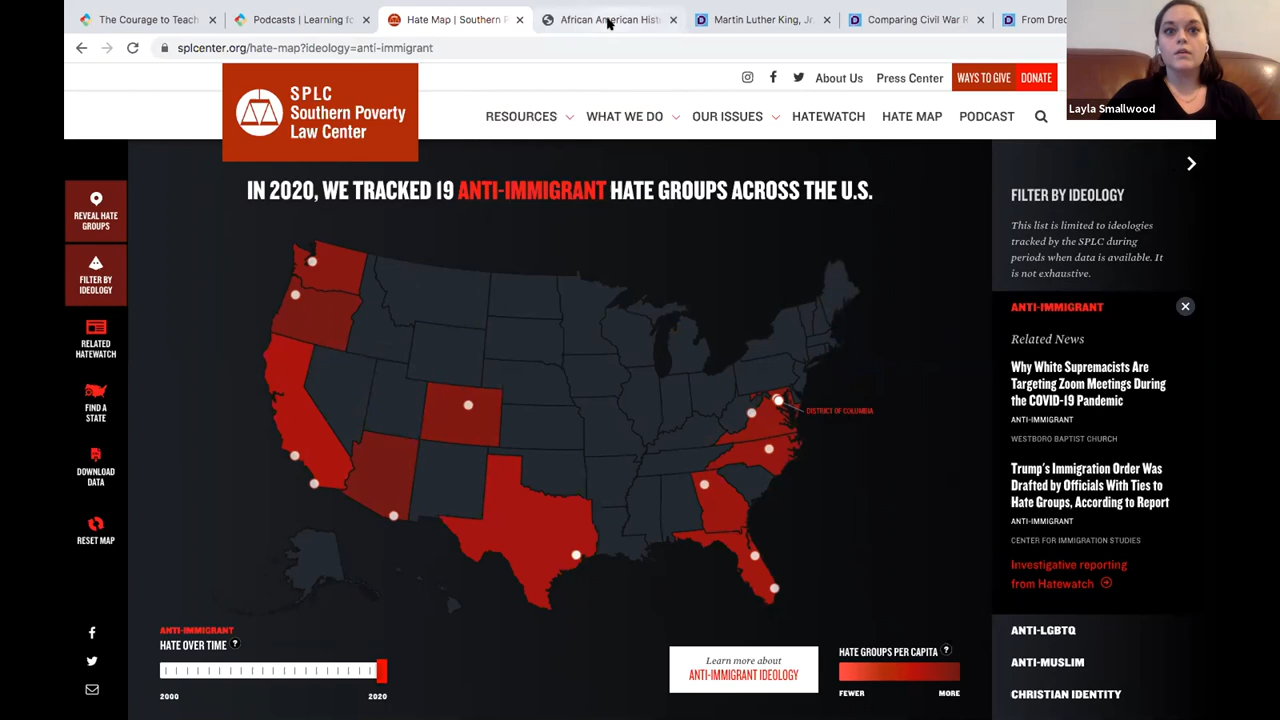 The Courage to Teach
Podcasts | Learning fo
Hate Map | Southern P
African American Hist
Martin Luther King, Jr
Comparing Civil War R
From Dred
splcenter.org/hate-map?ideology=anti-immigrant
Layla Smallwood
About Us
Press Center
WAYS TO GIVE
DONATE
SPLC
Southern Poverty
Law Center
RESOURCES
WHAT WE DO
OUR ISSUES
HATEWATCH
HATE MAP
PODCAST
IN 2020, WE TRACKED 19 ANTI-IMMIGRANT HATE GROUPS ACROSS THE U.S.
REVEAL HATE
GROUPS
FILTER BY
IDEOLOGY
RELATED
HATEWATCH
FIND A
STATE
DOWNLOAD
DATA
RESET MAP
DISTRICT OF COLUMBIA
ANTI-IMMIGRANT
HATE OVER TIME ?
2000
2020
Learn more about
ANTI-IMMIGRANT IDEOLOGY
HATE GROUPS PER CAPITA ?
FEWER
MORE
FILTER BY IDEOLOGY
This list is limited to ideologies
tracked by the SPLC during
periods when data is available. It
is not exhaustive.
ANTI-IMMIGRANT
Related News
Why White Supremacists Are
Targeting Zoom Meetings During
the COVID-19 Pandemic
ANTI-IMMIGRANT
WESTBORO BAPTIST CHURCH
Trump's Immigration Order Was
Drafted by Officials With Ties to
Hate Groups, According to Report
ANTI-IMMIGRANT
CENTER FOR IMMIGRATION STUDIES
Investigative reporting
from Hatewatch
ANTI-LGBTQ
ANTI-MUSLIM
CHRISTIAN IDENTITY